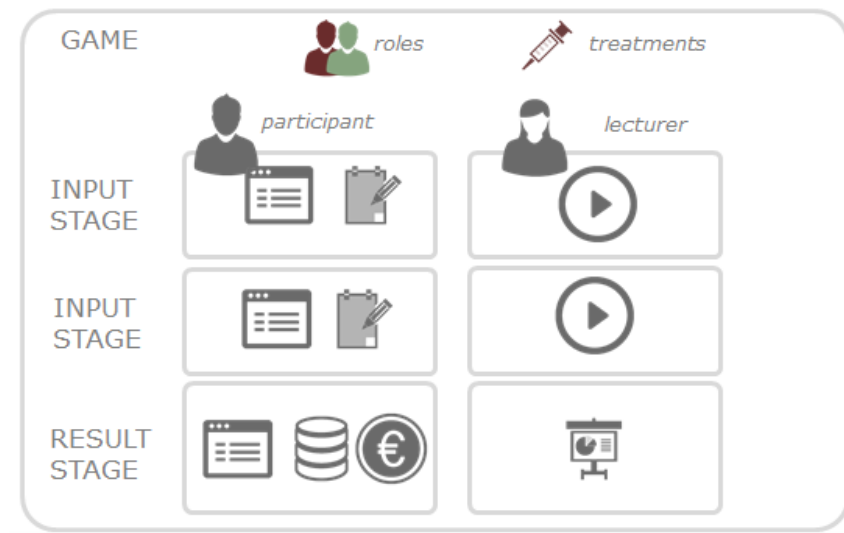 GAME
roles
treatments
participant
lecturer
INPUT
STAGE
INPUT
STAGE
RESULT
STAGE
€